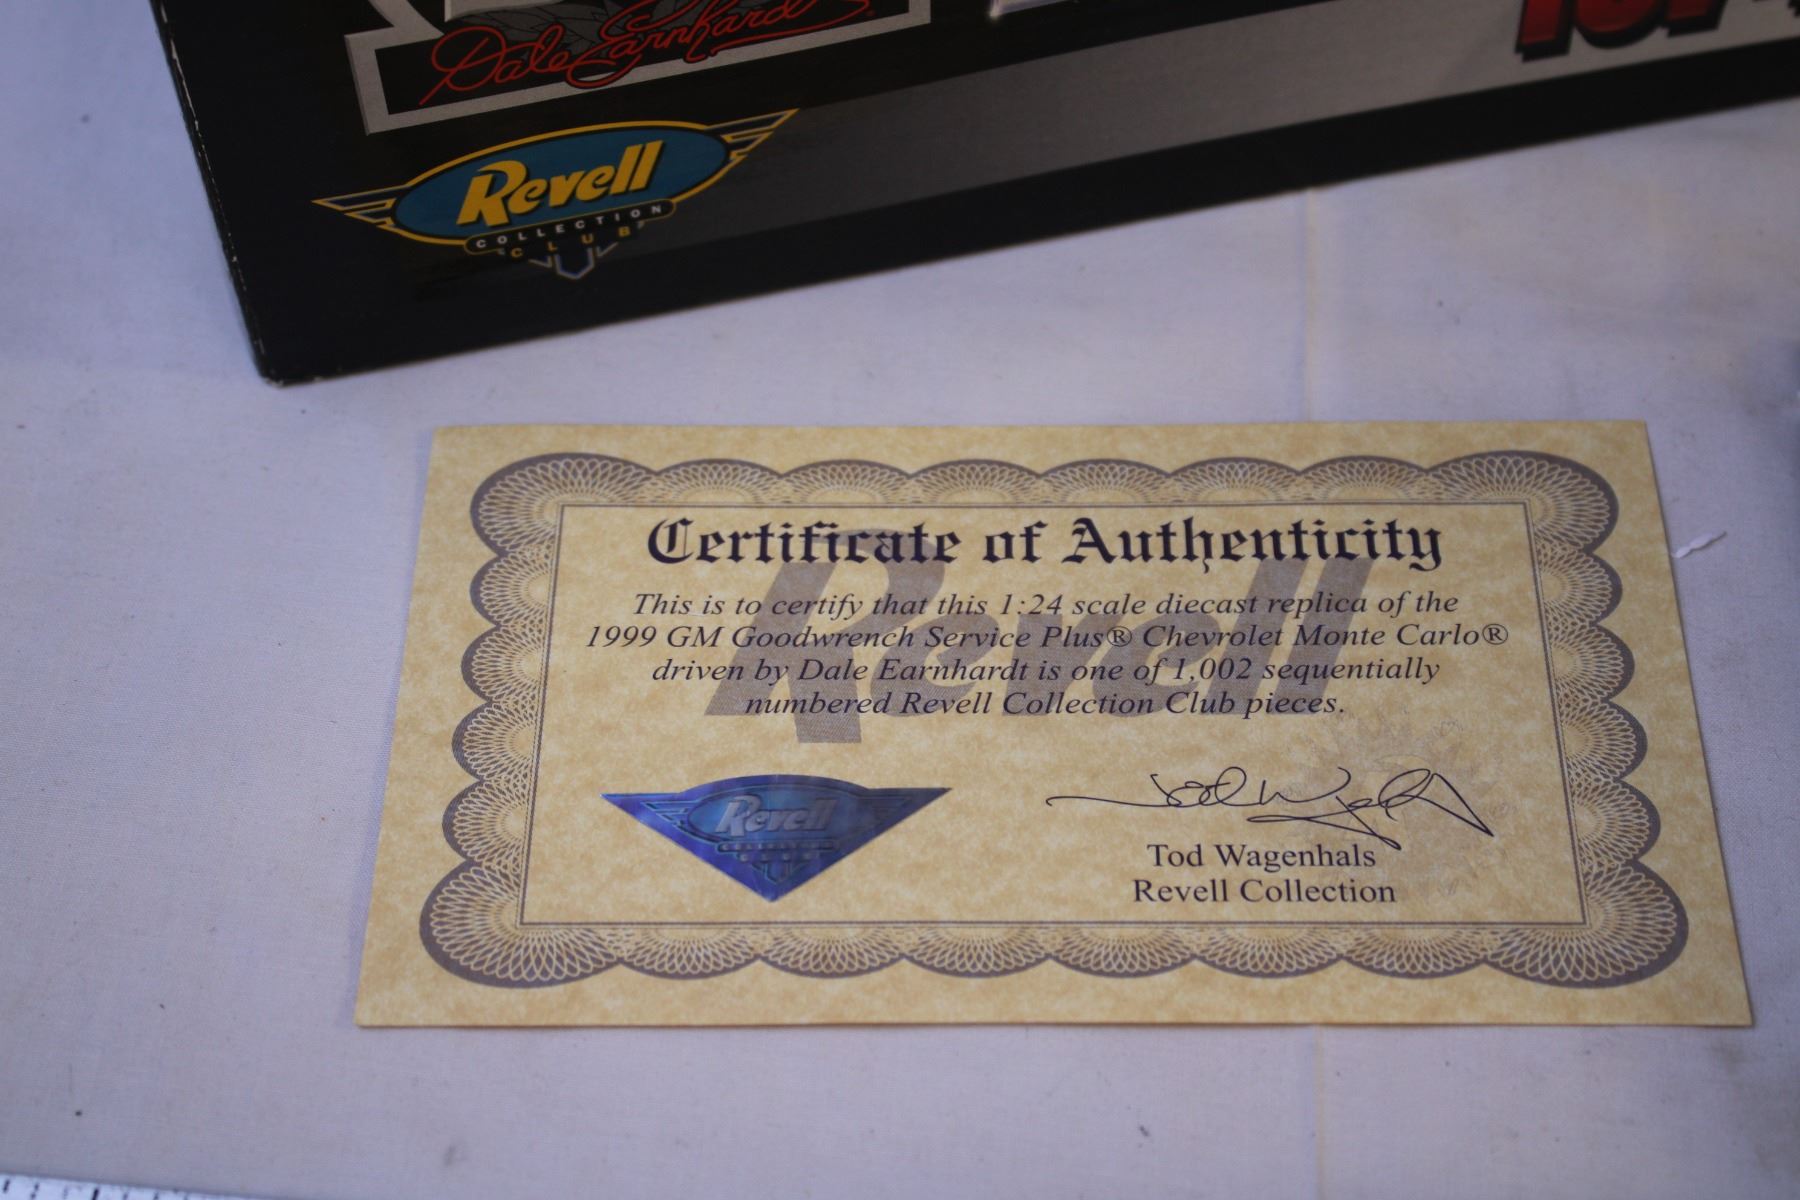 Dale Earnhardt
Revell
COLLECTION
CLUB
Certificate of Authenticity
This is to certify that this 1:24 scale diecast replica of the
1999 GM Goodwrench Service Plus® Chevrolet Monte Carlo®
driven by Dale Earnhardt is one of 1,002 sequentially
numbered Revell Collection Club pieces.
Revell
Revell
COLLECTION
CLUB
Tod Wagenhals
Revell Collection